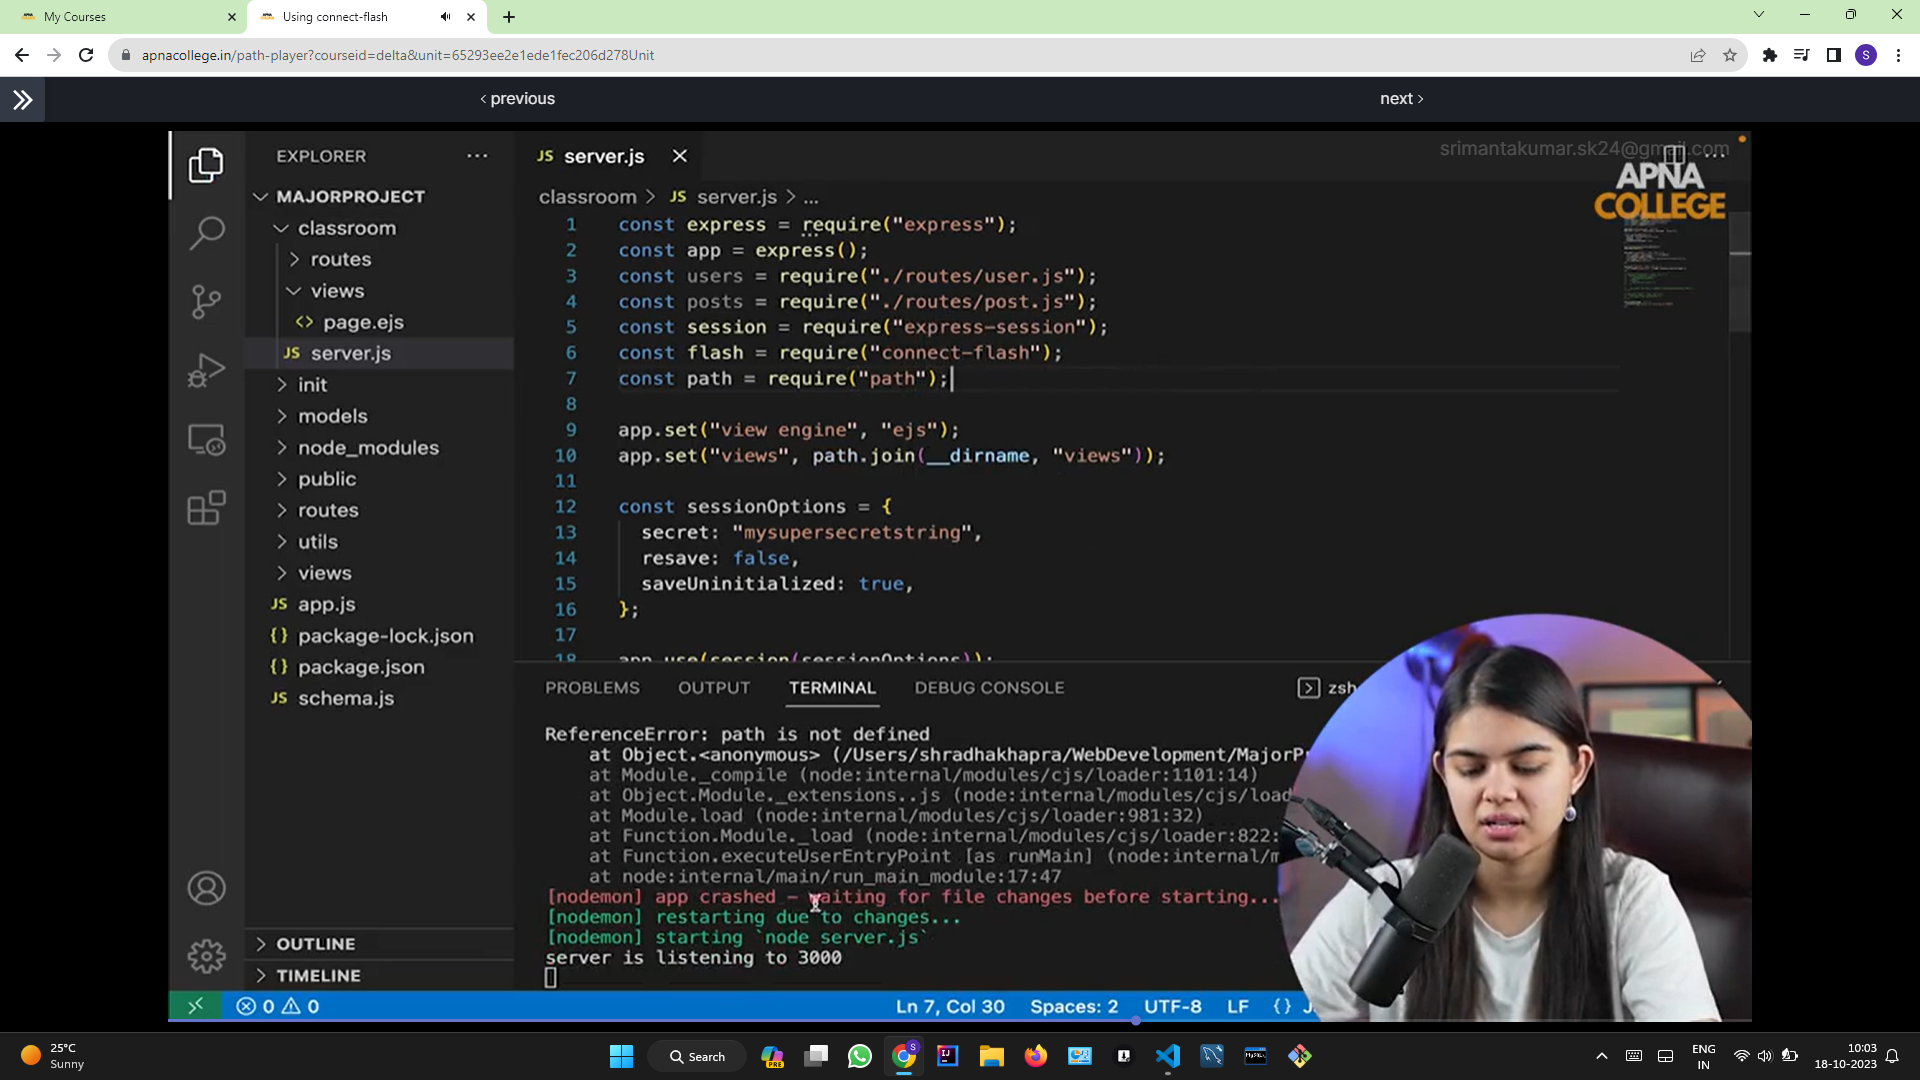 My Courses
Using connect-flash
apnacollege.in/path-player?courseid=delta&unit=65293ee2e1ede1fec206d278Unit
S
previous
next
EXPLORER
MAJORPROJECT
classroom
routes
views
page.ejs
JS server.js
init
models
node_modules
public
routes
utils
views
JS app.js
{} package-lock.json
{} package.json
JS schema.js
OUTLINE
TIMELINE
JS server.js
srimantakumar.sk24@gmail.com
APNA
COLLEGE
classroom > JS server.js > ...
1 const express = require("express");
2 const app = express();
3 const users = require("./routes/user.js");
4 const posts = require("./routes/post.js");
5 const session = require("express-session");
6 const flash = require("connect-flash");
7 const path = require("path");
8
9 app.set("view engine", "ejs");
10 app.set("views", path.join(__dirname, "views"));
11
12 const sessionOptions = {
13 secret: "mysupersecretstring",
14 resave: false,
15 saveUninitialized: true,
16 };
17
18 app.use(session(sessionOptions));
PROBLEMS OUTPUT TERMINAL DEBUG CONSOLE
zsh
ReferenceError: path is not defined
at Object.<anonymous> (/Users/shradhakhapra/WebDevelopment/MajorPr
at Module._compile (node:internal/modules/cjs/loader:1101:14)
at Object.Module._extensions..js (node:internal/modules/cjs/load
at Module.load (node:internal/modules/cjs/loader:981:32)
at Function.Module._load (node:internal/modules/cjs/loader:822:
at Function.executeUserEntryPoint [as runMain] (node:internal/m
at node:internal/main/run_main_module:17:47
[nodemon] app crashed - waiting for file changes before starting...
[nodemon] restarting due to changes...
[nodemon] starting `node server.js`
server is listening to 3000
0 0
Ln 7, Col 30 Spaces: 2 UTF-8 LF {} J
25°C
Sunny
Search
PRE
S
ENG
IN
10:03
18-10-2023